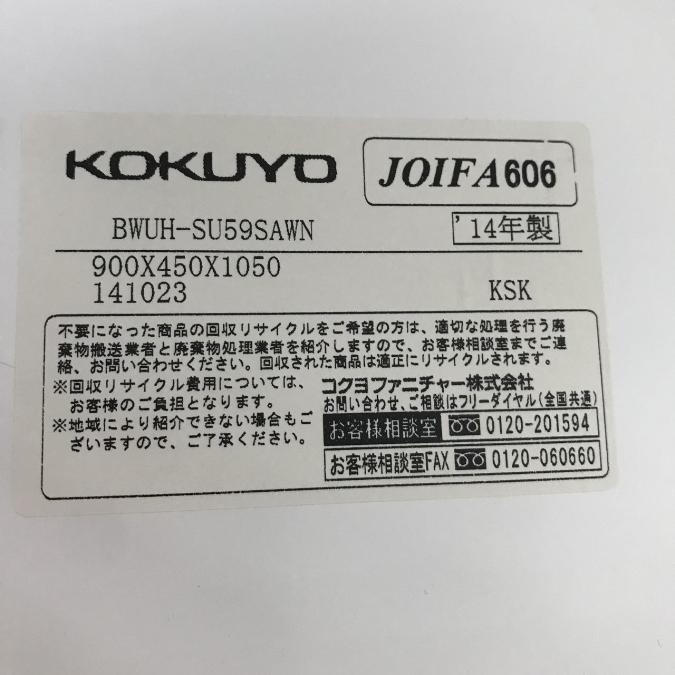 KOKUYO
JOIFA606
BWUH-SU59SAWN
'14年製
900X450X1050
141023
KSK
不要になった商品の回収リサイクルをご希望の方は、適切な処理を行う廃
棄物搬送業者と廃棄物処理業者を紹介しますので、お客様相談室までご連
絡、お問い合わせください。回収された商品は適正にリサイクルされます。
※回収リサイクル費用については、
お客様のご負担となります。
※地域により紹介できない場合もご
ざいますので、ご了承ください。
コクヨファニチャー株式会社
お問い合わせ、ご相談はフリーダイヤル(全国共通)
お客様相談室 0120-201594
お客様相談室FAX 0120-060660